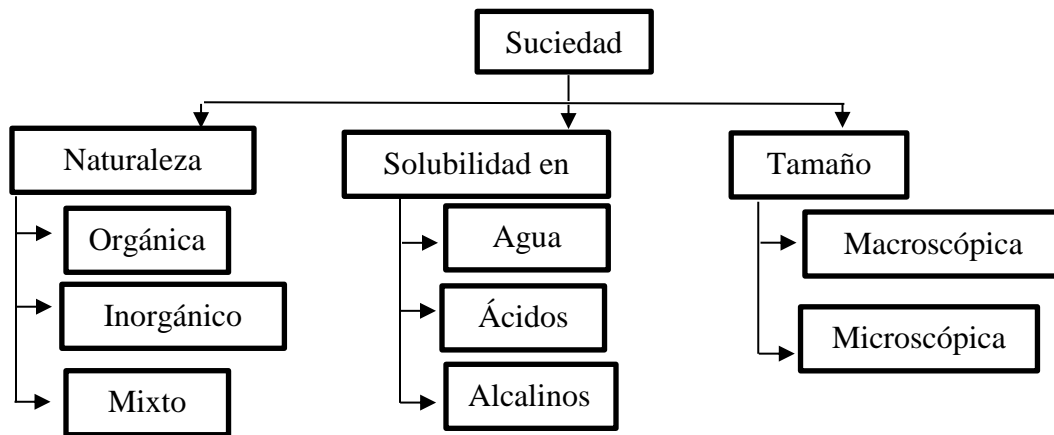 Suciedad
Naturaleza
Solubilidad en
Tamaño
Orgánica
Agua
Macroscópica
Inorgánico
Ácidos
Microscópica
Mixto
Alcalinos